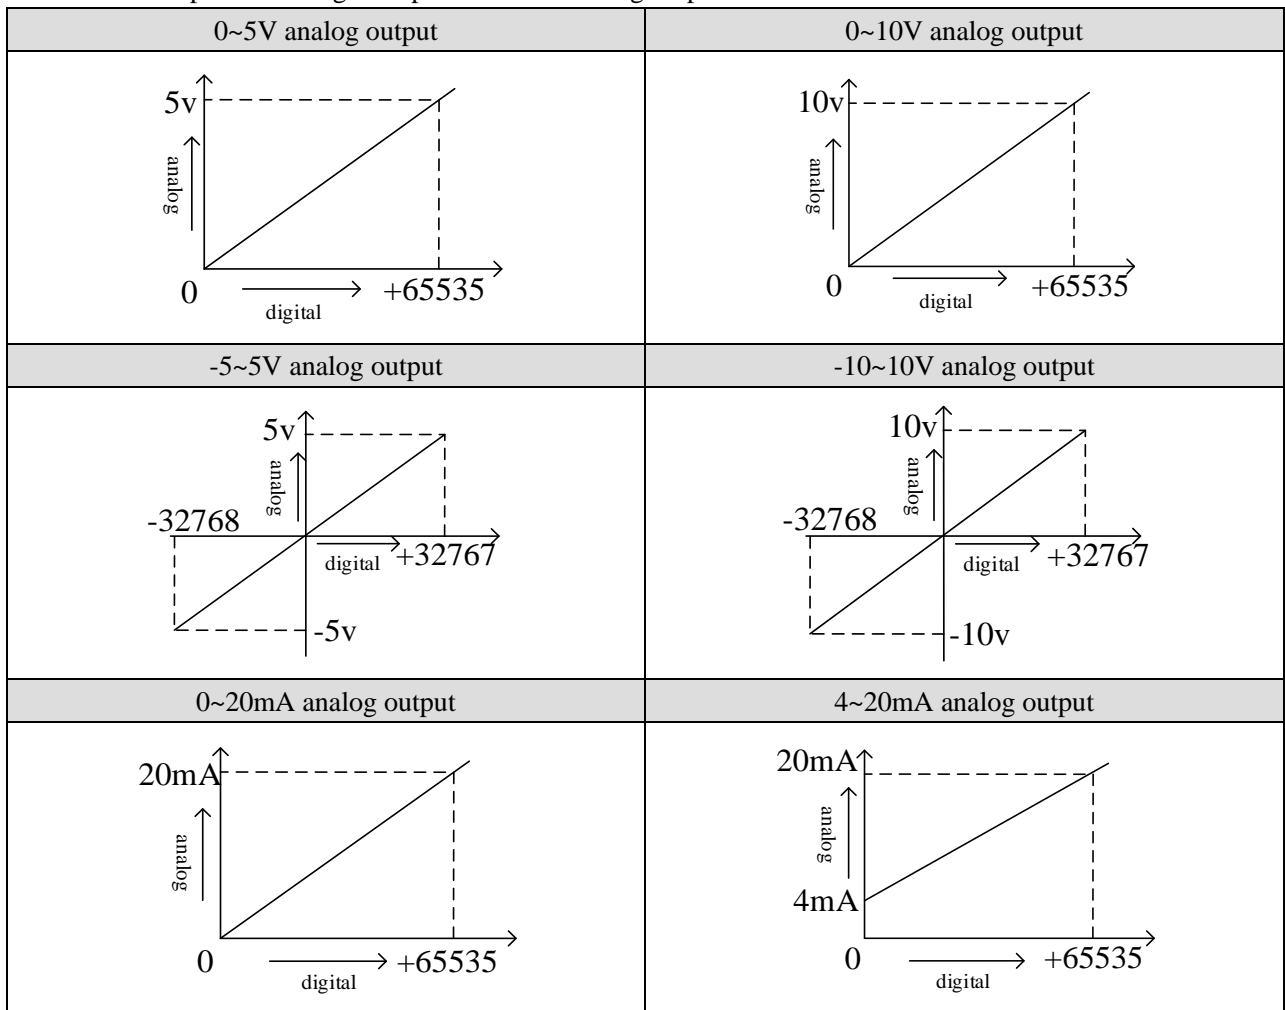 0~5V analog output
0~10V analog output
5v
analog
0
digital
+65535
10v
analog
0
digital
+65535
-5~5V analog output
-10~10V analog output
5v
analog
-32768
digital
+32767
-5v
10v
analog
-32768
digital
+32767
-10v
0~20mA analog output
4~20mA analog output
20mA
analog
0
digital
+65535
20mA
analog
4mA
0
digital
+65535